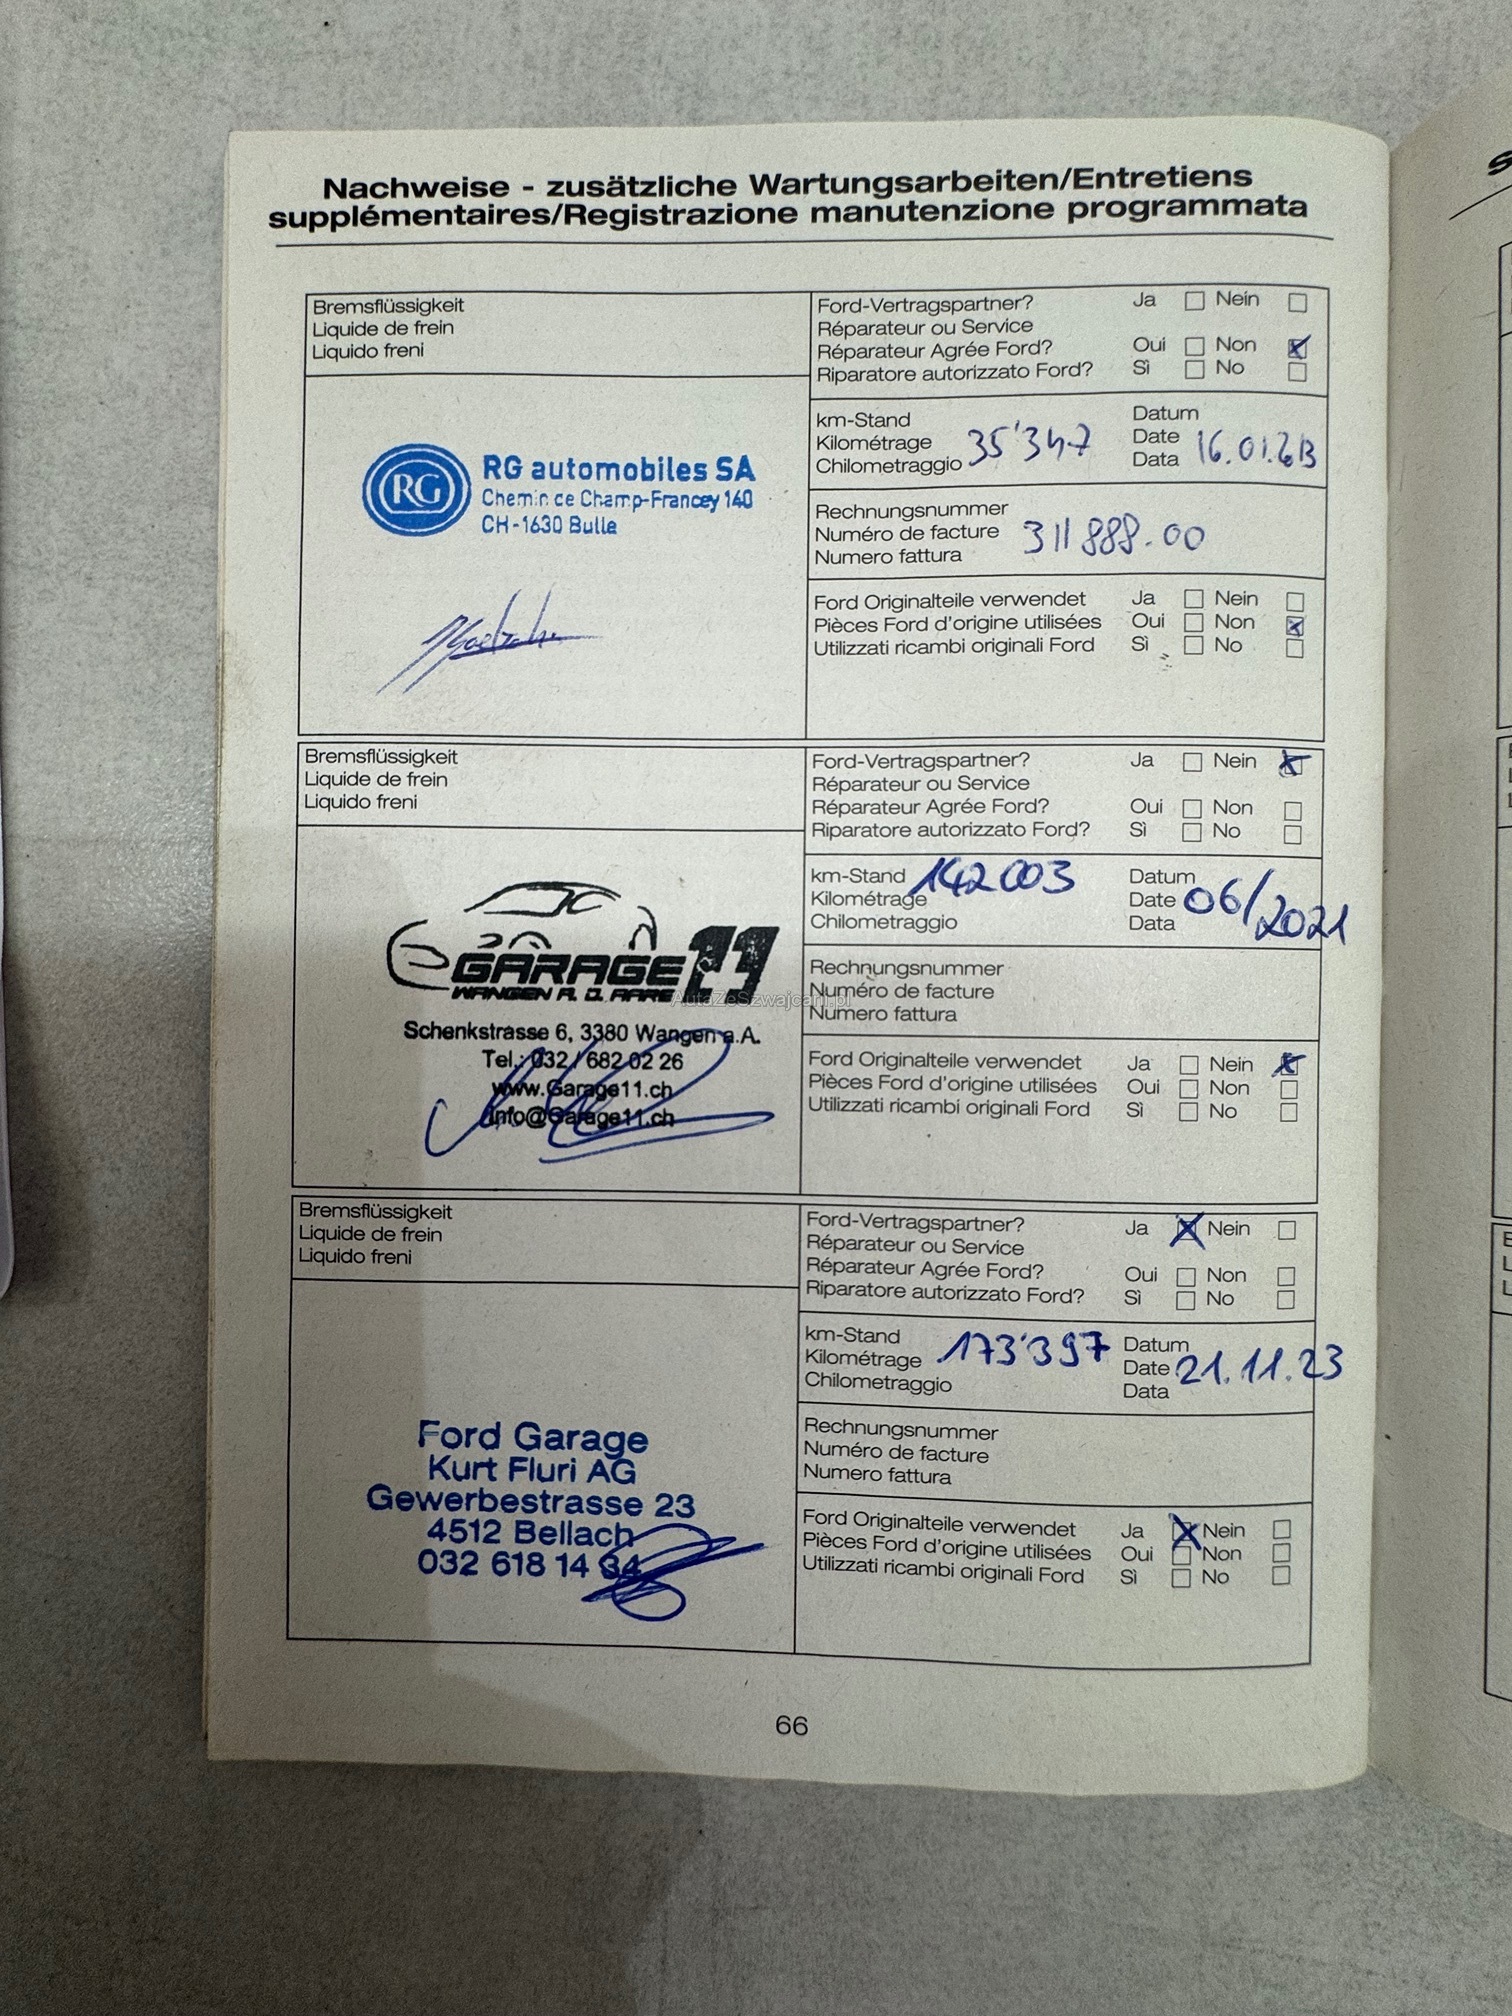 Nachweise - zusätzliche Wartungsarbeiten/Entretiens
supplémentaires/Registrazione manutenzione programmata
Bremsflüssigkeit
Liquide de frein
Liquido freni
Ford-Vertragspartner? Ja Nein
Réparateur ou Service
Réparateur Agrée Ford? Oui Non
Riparatore autorizzato Ford? Sì No
RG
RG automobiles SA
Chemin de Champ-Francey 140
CH-1630 Bulle
km-Stand Datum
Kilométrage 35'347 Date
Chilometraggio Data 16.01.
Rechnungsnummer
Numéro de facture 311888.00
Numero fattura
Ford Originalteile verwendet Ja Nein
Pièces Ford d'origine utilisées Oui Non
Utilizzati ricambi originali Ford Sì No
Bremsflüssigkeit
Liquide de frein
Liquido freni
Ford-Vertragspartner? Ja Nein
Réparateur ou Service
Réparateur Agrée Ford? Oui Non
Riparatore autorizzato Ford? Sì No
GARAGE 11
WANGEN A. D. AARE
Schenkstrasse 6, 3380 Wangen a.A.
Tel.: 032 / 682 02 26
www.Garage11.ch
info@Garage11.ch
km-Stand 142003 Datum
Kilométrage Date 06/2021
Chilometraggio Data
Rechnungsnummer
AutaZeSzwajcarii.pl
Numéro de facture
Numero fattura
Ford Originalteile verwendet Ja Nein
Pièces Ford d'origine utilisées Oui Non
Utilizzati ricambi originali Ford Sì No
Bremsflüssigkeit
Liquide de frein
Liquido freni
Ford-Vertragspartner? Ja Nein
Réparateur ou Service
Réparateur Agrée Ford? Oui Non
Riparatore autorizzato Ford? Sì No
Ford Garage
Kurt Fluri AG
Gewerbestrasse 23
4512 Bellach
032 618 14 34
km-Stand Datum
Kilométrage 173'397 Date 21.11.23
Chilometraggio Data
Rechnungsnummer
Numéro de facture
Numero fattura
Ford Originalteile verwendet Ja Nein
Pièces Ford d'origine utilisées Oui Non
Utilizzati ricambi originali Ford Sì No
66